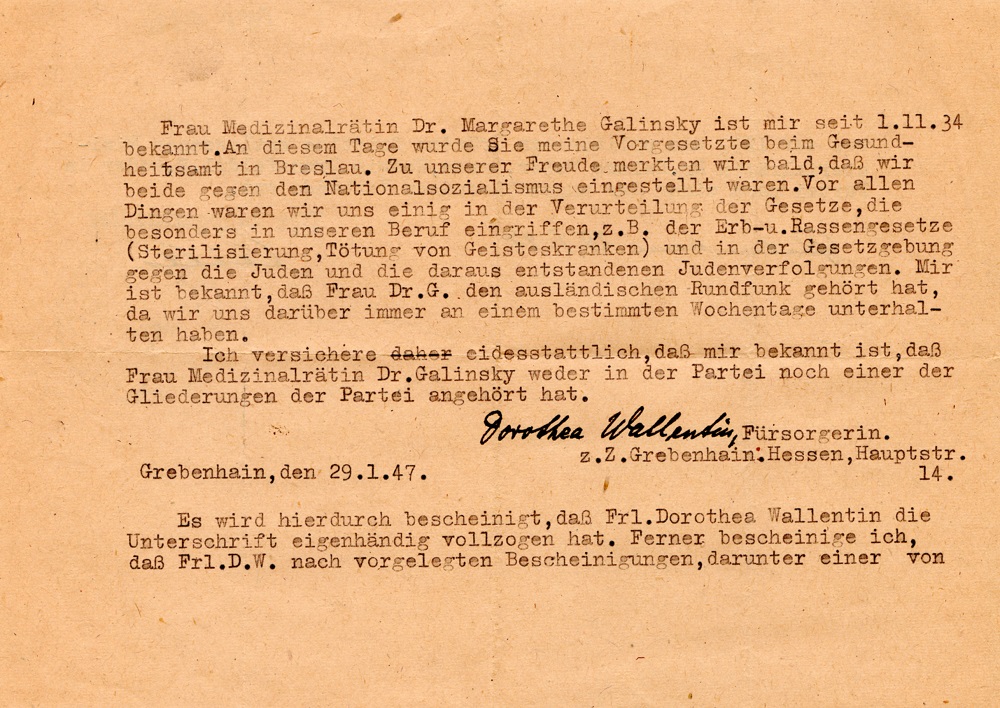 Frau Medizinalrätin Dr. Margarethe Galinsky ist mir seit 1.11.34
bekannt.An diesem Tage wurde Sie meine Vorgesetzte beim Gesund-
heitsamt in Breslau. Zu unserer Freude merkten wir bald,daß wir
beide gegen den Nationalsozialismus eingestellt waren.Vor allen
Dingen waren wir uns einig in der Verurteilung der Gesetze,die
besonders in unseren Beruf eingriffen,z.B. der Erb-u.Rassengesetze
(Sterilisierung,Tötung von Geisteskranken) und in der Gesetzgebung
gegen die Juden und die daraus entstandenen Judenverfolgungen. Mir
ist bekannt,daß Frau Dr.G. den ausländischen Rundfunk gehört hat,
da wir uns darüber immer an einem bestimmten Wochentage unterhal-
ten haben.
Ich versichere daher eidesstattlich,daß mir bekannt ist,daß
Frau Medizinalrätin Dr.Galinsky weder in der Partei noch einer der
Gliederungen der Partei angehört hat.
Dorothea Wallentin,Fürsorgerin.
z.Z.Grebenhain.Hessen,Hauptstr.
Grebenhain,den 29.1.47. 14.
Es wird hierdurch bescheinigt,daß Frl.Dorothea Wallentin die
Unterschrift eigenhändig vollzogen hat. Ferner bescheinige ich,
daß Frl.D.W. nach vorgelegten Bescheinigungen,darunter einer von